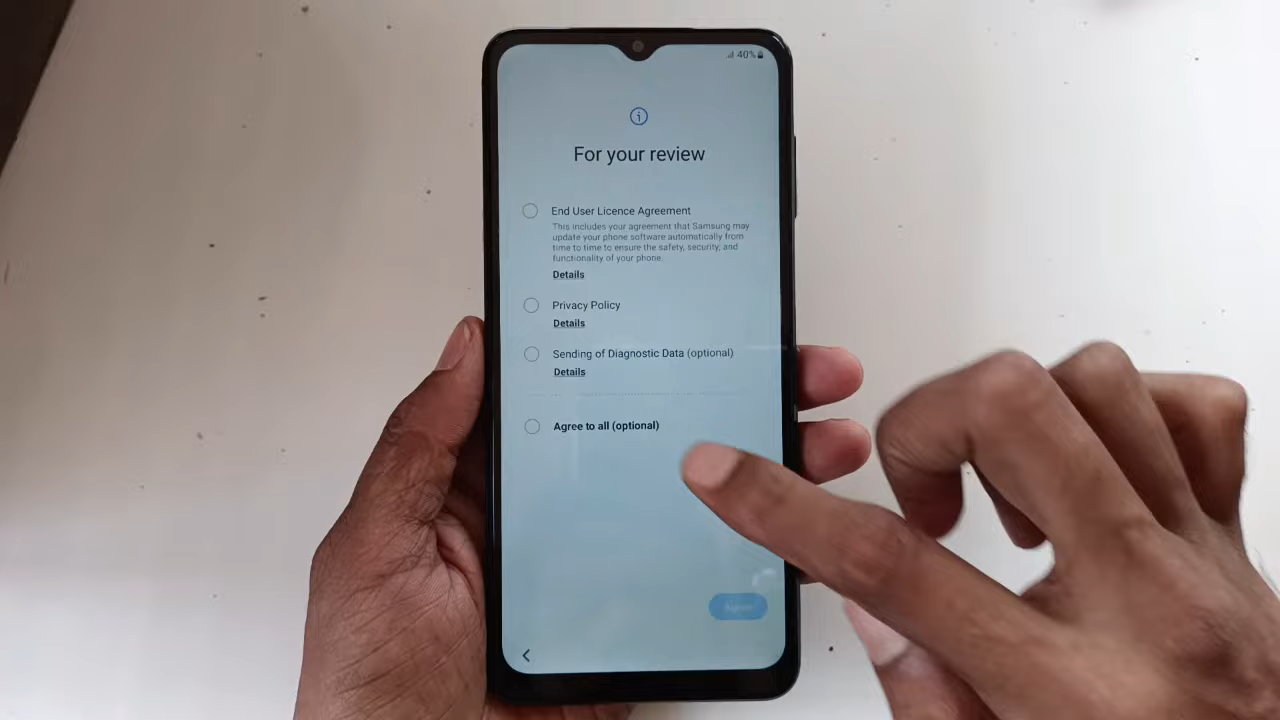 40%
For your review
End User Licence Agreement
This includes your agreement that Samsung may
update your phone software automatically from
time to time to ensure the safety, security, and
functionality of your phone.
Details
Privacy Policy
Details
Sending of Diagnostic Data (optional)
Details
Agree to all (optional)
Agree